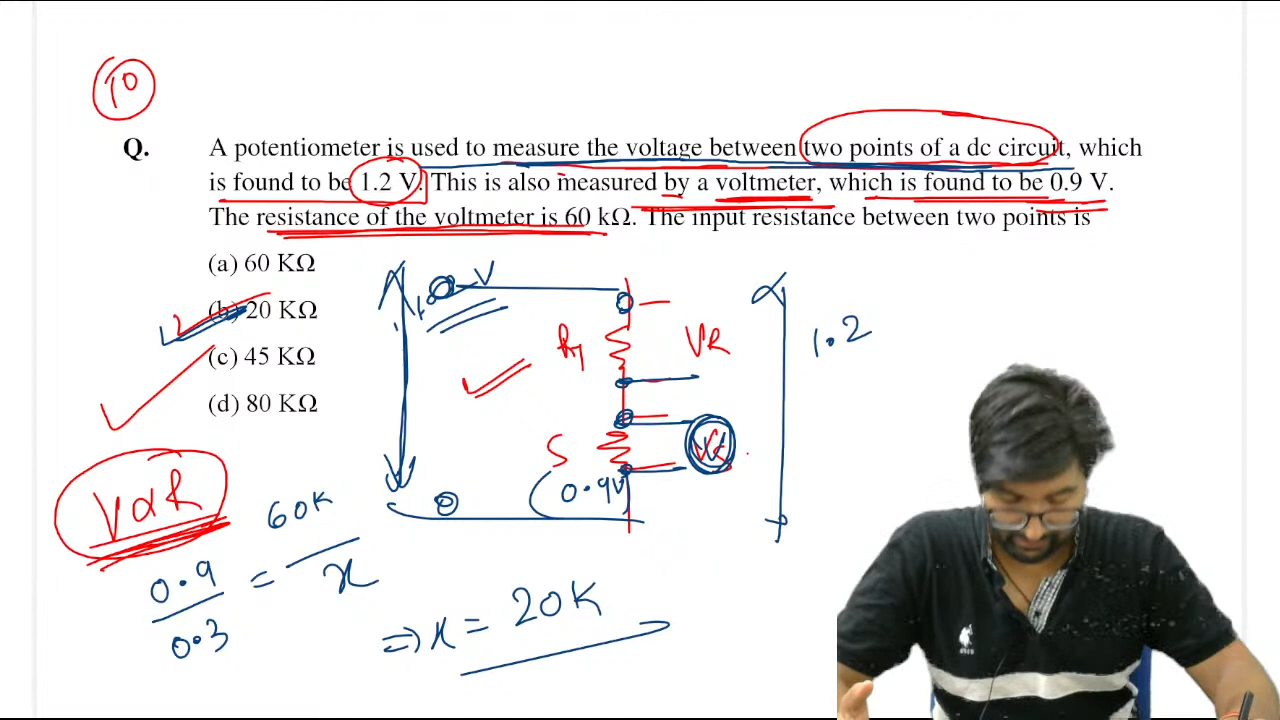 10
Q. A potentiometer is used to measure the voltage between two points of a dc circuit, which
is found to be 1.2 V. This is also measured by a voltmeter, which is found to be 0.9 V.
The resistance of the voltmeter is 60 kΩ. The input resistance between two points is
(a) 60 KΩ
(b) 20 KΩ
(c) 45 KΩ
(d) 80 KΩ
V
R1
VR
1.2
S
0.9V
V α R
0.9/0.3 = 60K/x
⇒ x = 20K